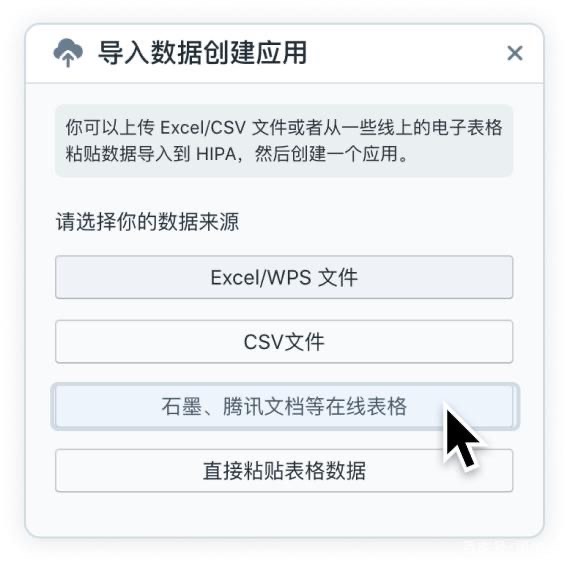 导入数据创建应用
你可以上传 Excel/CSV 文件或者从一些线上的电子表格
粘贴数据导入到 HIPA，然后创建一个应用。
请选择你的数据来源
Excel/WPS 文件
CSV文件
石墨、腾讯文档等在线表格
直接粘贴表格数据